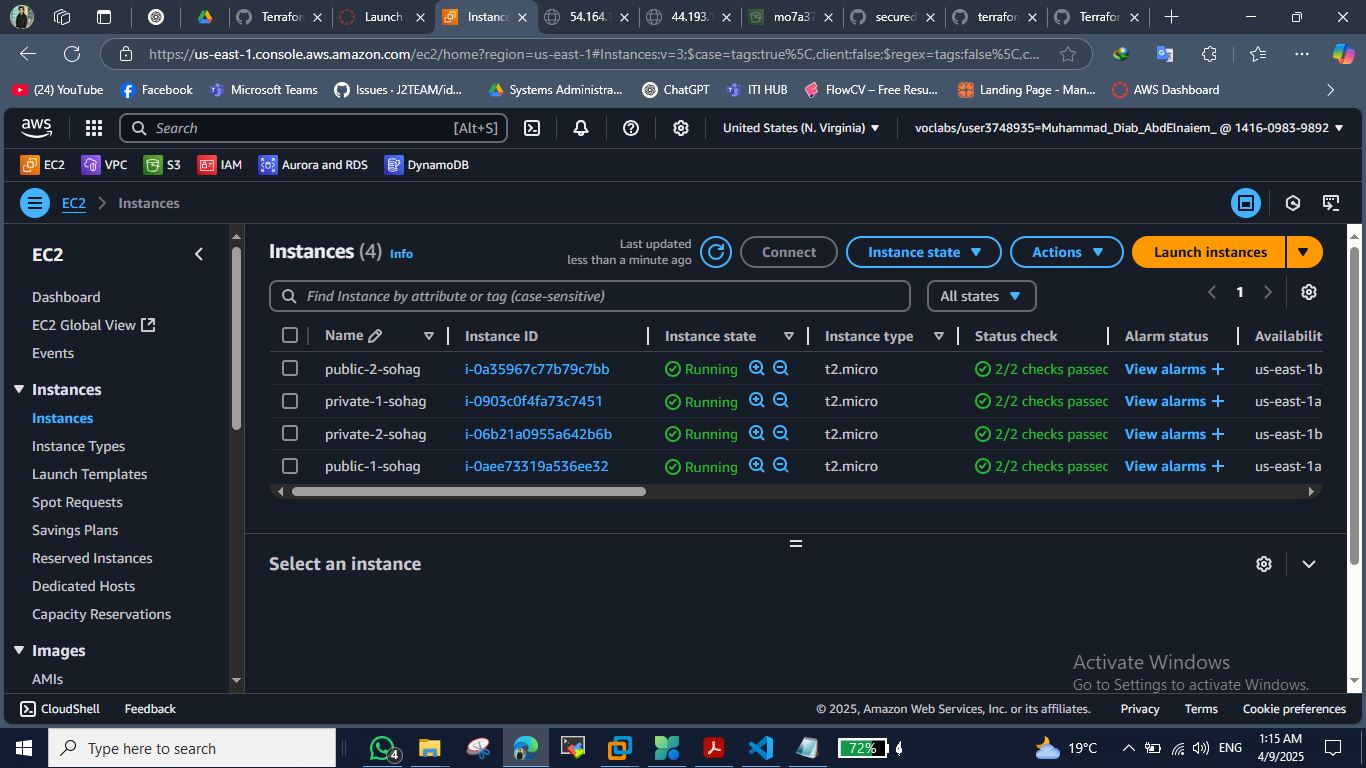 Terrafor
Launch
Instance
54.164.
44.193.
mo7a37
secured
terrafor
Terrafor
https://us-east-1.console.aws.amazon.com/ec2/home?region=us-east-1#Instances:v=3;$case=tags:true%5C,client:false;$regex=tags:false%5C,c...
(24) YouTube Facebook Microsoft Teams Issues · J2TEAM/id... Systems Administra... ChatGPT ITI HUB FlowCV – Free Resu... Landing Page - Man... AWS Dashboard
aws Search [Alt+S] United States (N. Virginia) voclabs/user3748935=Muhammad_Diab_AbdElnaiem_ @ 1416-0983-9892
EC2 VPC S3 IAM Aurora and RDS DynamoDB
EC2 > Instances
EC2
Dashboard
EC2 Global View
Events
Instances
Instances
Instance Types
Launch Templates
Spot Requests
Savings Plans
Reserved Instances
Dedicated Hosts
Capacity Reservations
Images
AMIs
Instances (4) Info
Last updated
less than a minute ago
Connect Instance state Actions Launch instances
Find Instance by attribute or tag (case-sensitive) All states 1
Name Instance ID Instance state Instance type Status check Alarm status Availabilit
public-2-sohag i-0a35967c77b79c7bb Running t2.micro 2/2 checks passec View alarms + us-east-1b
private-1-sohag i-0903c0f4fa73c7451 Running t2.micro 2/2 checks passec View alarms + us-east-1a
private-2-sohag i-06b21a0955a642b6b Running t2.micro 2/2 checks passec View alarms + us-east-1b
public-1-sohag i-0aee73319a536ee32 Running t2.micro 2/2 checks passec View alarms + us-east-1a
Select an instance
Activate Windows
Go to Settings to activate Windows.
CloudShell Feedback © 2025, Amazon Web Services, Inc. or its affiliates. Privacy Terms Cookie preferences
Type here to search
4
72%
19°C
ENG
1:15 AM
4/9/2025